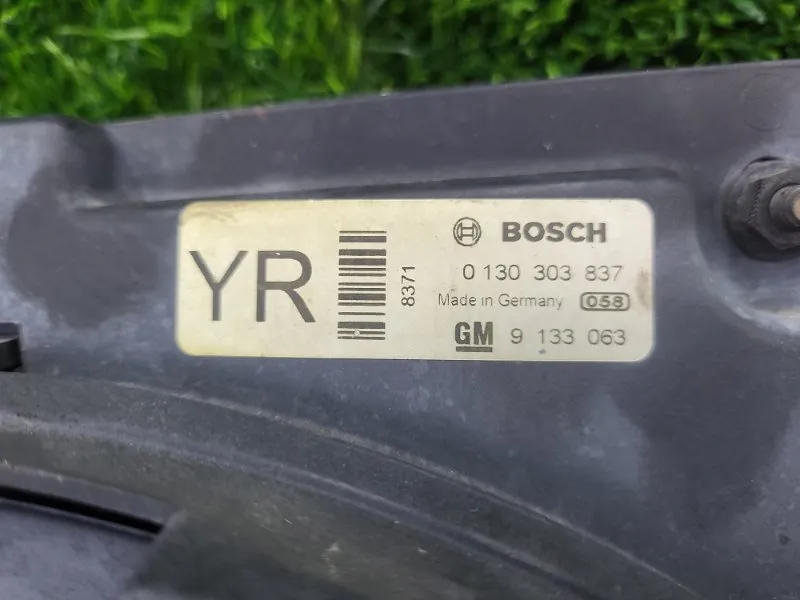 YR
8371
BOSCH
0 130 303 837
Made in Germany 058
GM 9 133 063